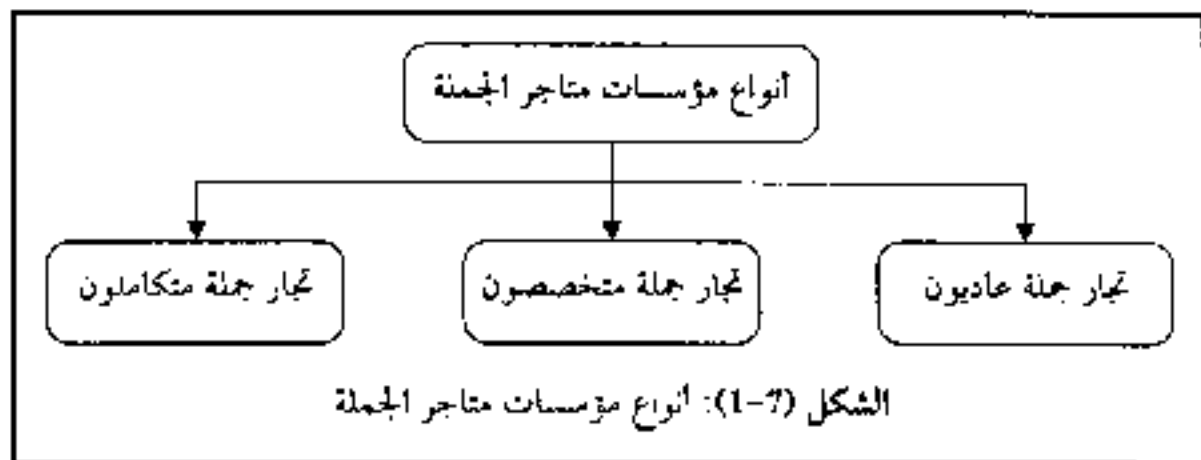 أنواع مؤسسات متاجر الجملة
تجار جملة عاديون
تجار جملة متخصصون
تجار جملة متكاملون
الشكل (7-1): أنواع مؤسسات متاجر الجملة